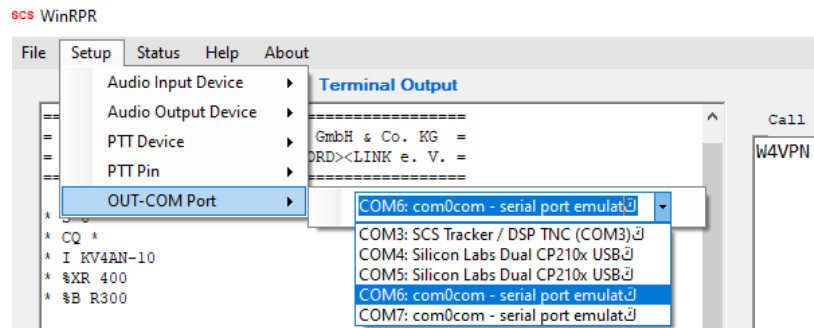 SCS WinRPR
File Setup Status Help About
Audio Input Device
Audio Output Device
PTT Device
PTT Pin
OUT-COM Port
Terminal Output
==================
GmbH & Co. KG =
ORD><LINK e. V. =
==================
COM6: com0com - serial port emulat
COM3: SCS Tracker / DSP TNC (COM3)
COM4: Silicon Labs Dual CP210x USB
COM5: Silicon Labs Dual CP210x USB
COM6: com0com - serial port emulat
COM7: com0com - serial port emulat
* CQ *
* I KV4AN-10
* %XR 400
* %B R300
Call
W4VPN